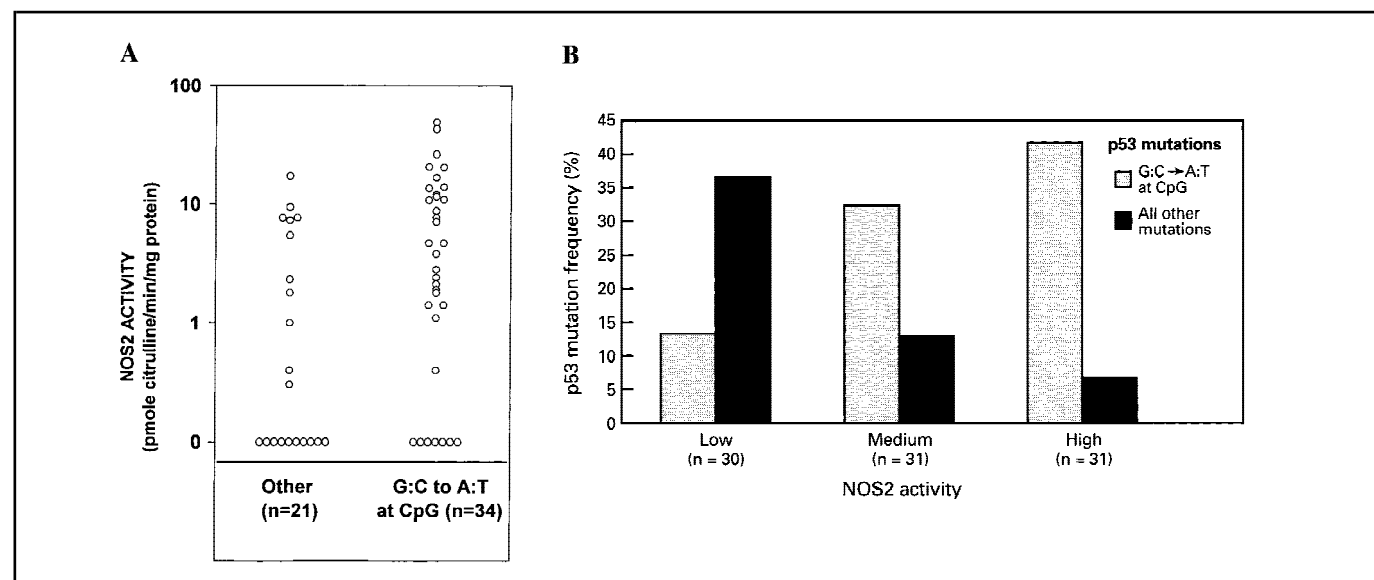 A
100
10
1
0
NOS2 ACTIVITY
(pmole citrulline/min/mg protein)
Other
(n=21)
G:C to A:T
at CpG (n=34)
B
45
40
35
30
25
20
15
10
5
0
p53 mutation frequency (%)
p53 mutations
G:C→A:T
at CpG
All other
mutations
Low
(n = 30)
Medium
(n = 31)
High
(n = 31)
NOS2 activity